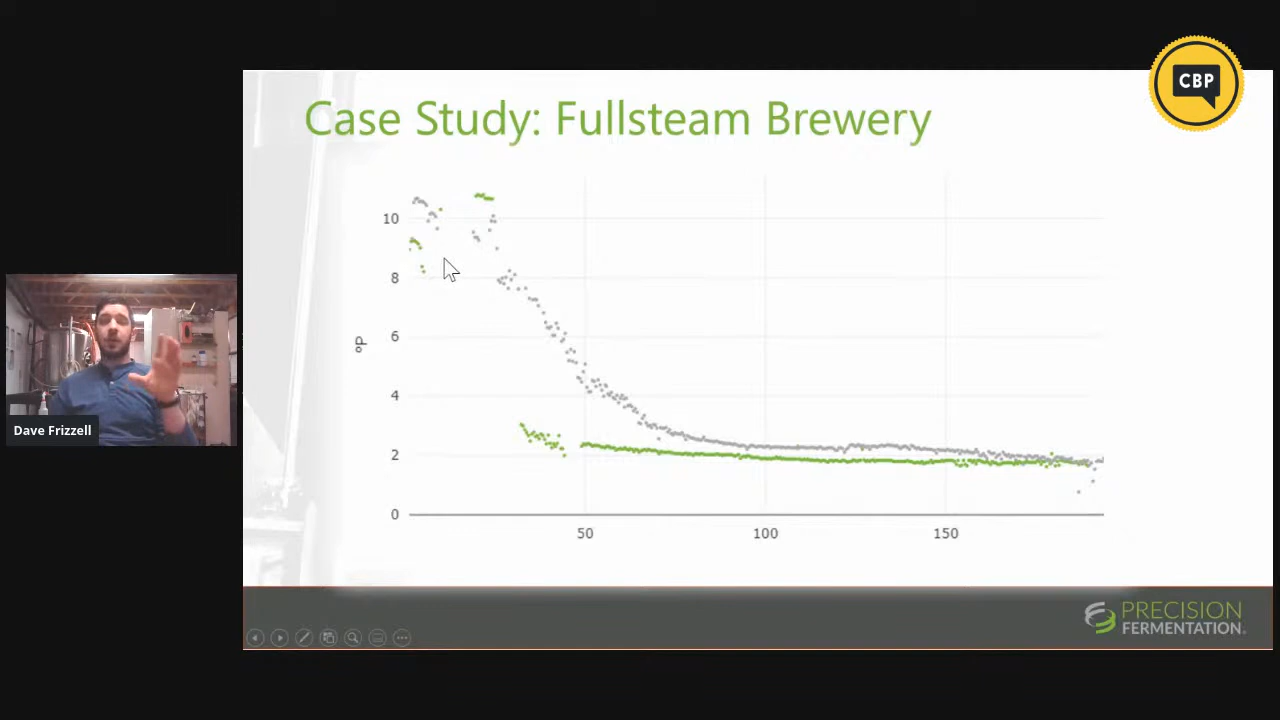 CBP
Case Study: Fullsteam Brewery
10
8
6
4
2
0
°P
50
100
150
Dave Frizzell
PRECISION
FERMENTATION.